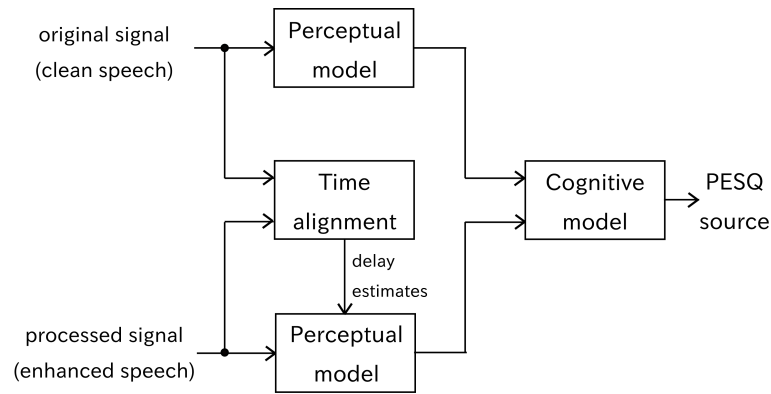 original signal
(clean speech)
Perceptual
model
Time
alignment
Cognitive
model
PESQ
source
delay
estimates
processed signal
(enhanced speech)
Perceptual
model